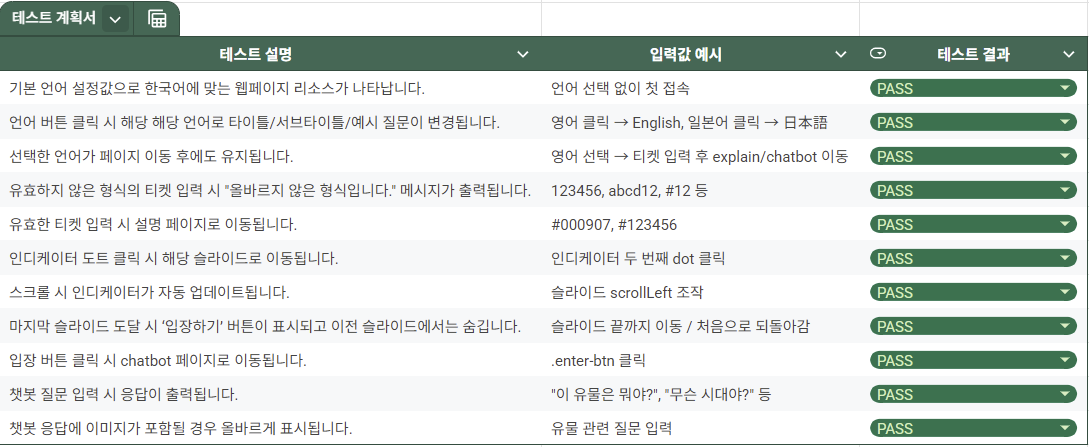 테스트 계획서
테스트 설명 입력값 예시 테스트 결과
기본 언어 설정값으로 한국어에 맞는 웹페이지 리소스가 나타납니다. 언어 선택 없이 첫 접속 PASS
언어 버튼 클릭 시 해당 해당 언어로 타이틀/서브타이틀/예시 질문이 변경됩니다. 영어 클릭 → English, 일본어 클릭 → 日本語 PASS
선택한 언어가 페이지 이동 후에도 유지됩니다. 영어 선택 → 티켓 입력 후 explain/chatbot 이동 PASS
유효하지 않은 형식의 티켓 입력 시 "올바르지 않은 형식입니다." 메시지가 출력됩니다. 123456, abcd12, #12 등 PASS
유효한 티켓 입력 시 설명 페이지로 이동됩니다. #000907, #123456 PASS
인디케이터 도트 클릭 시 해당 슬라이드로 이동됩니다. 인디케이터 두 번째 dot 클릭 PASS
스크롤 시 인디케이터가 자동 업데이트됩니다. 슬라이드 scrollLeft 조작 PASS
마지막 슬라이드 도달 시 ‘입장하기’ 버튼이 표시되고 이전 슬라이드에서는 숨깁니다. 슬라이드 끝까지 이동 / 처음으로 되돌아감 PASS
입장 버튼 클릭 시 chatbot 페이지로 이동됩니다. .enter-btn 클릭 PASS
챗봇 질문 입력 시 응답이 출력됩니다. "이 유물은 뭐야?", "무슨 시대야?" 등 PASS
챗봇 응답에 이미지가 포함될 경우 올바르게 표시됩니다. 유물 관련 질문 입력 PASS